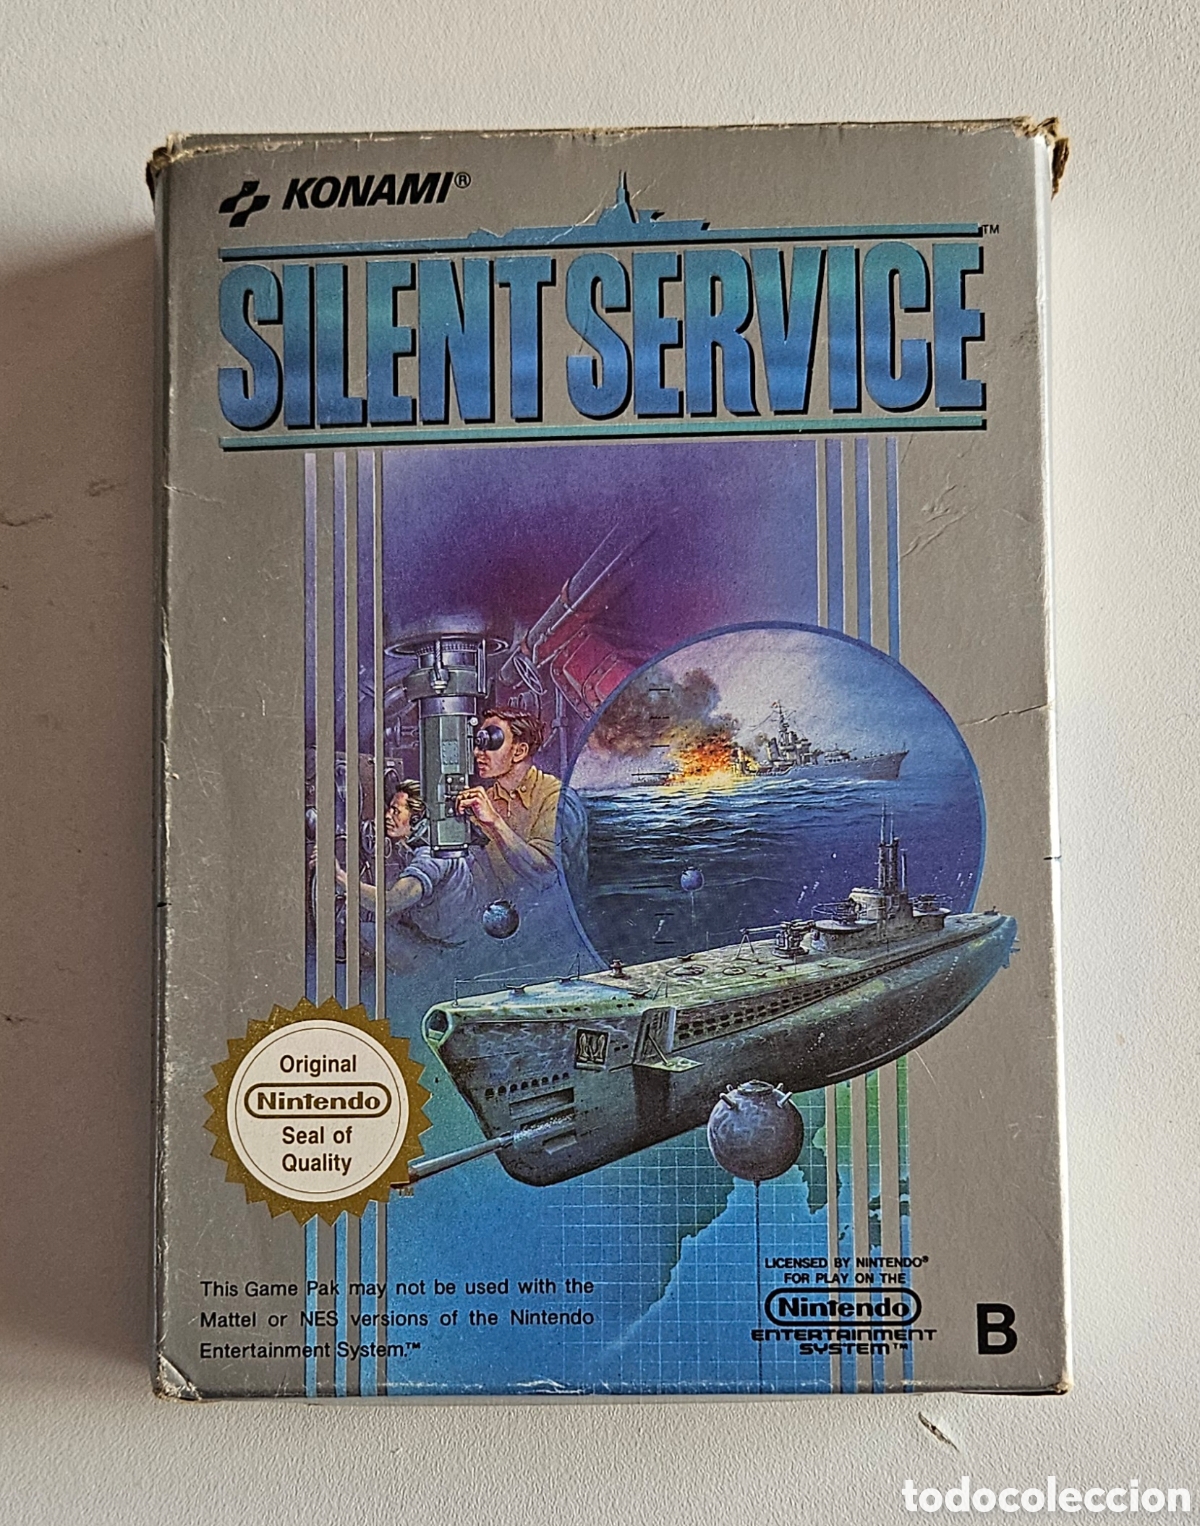 KONAMI®
SILENT SERVICE™
Original
Nintendo
Seal of
Quality
™
This Game Pak may not be used with the
Mattel or NES versions of the Nintendo
Entertainment System.™
LICENSED BY NINTENDO®
FOR PLAY ON THE
Nintendo
ENTERTAINMENT
SYSTEM™
B
todocoleccion